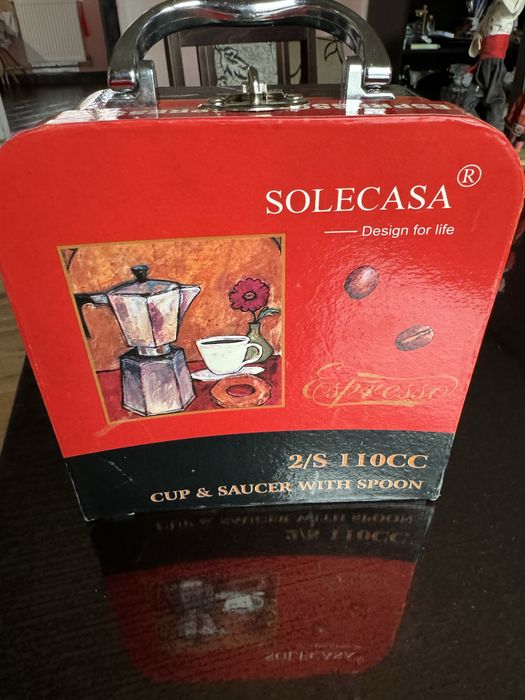 SOLECASA®
Design for life
Espresso
2/S 110CC
CUP & SAUCER WITH SPOON